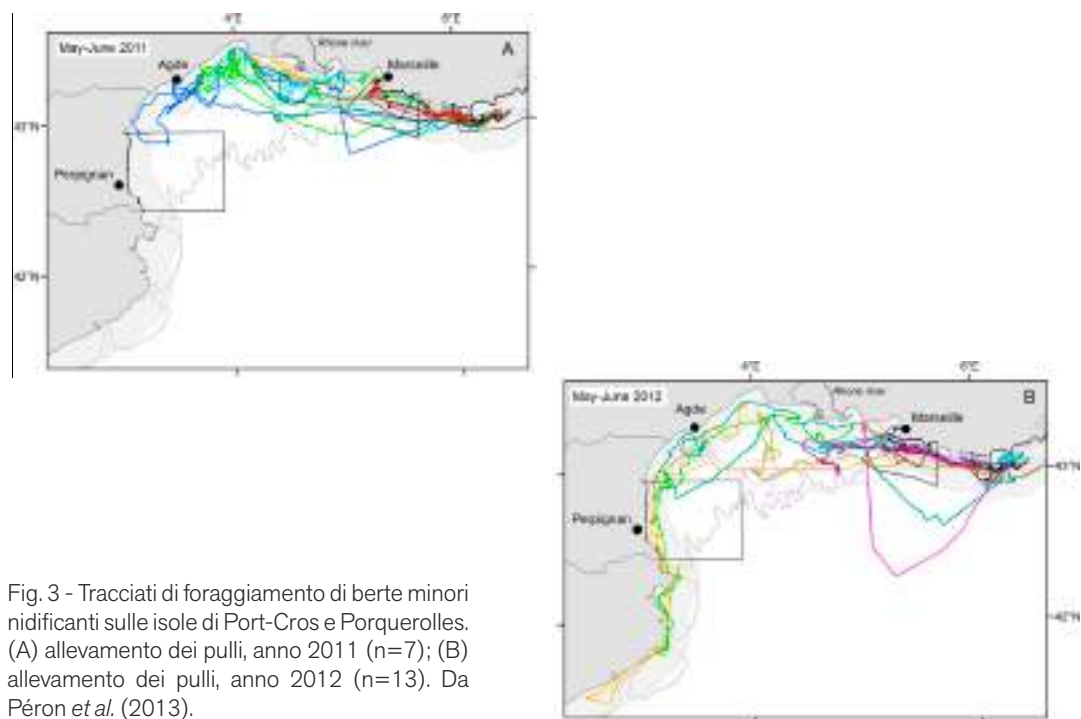 4°E 6°E
May-June 2011
A
Rhone river
Agde
Marseille
43°N
Perpignan
42°N
4°E 6°E
May-June 2012
B
Rhone river
Agde
Marseille
43°N
Perpignan
42°N
Fig. 3 - Tracciati di foraggiamento di berte minori
nidificanti sulle isole di Port-Cros e Porquerolles.
(A) allevamento dei pulli, anno 2011 (n=7); (B)
allevamento dei pulli, anno 2012 (n=13). Da
Péron et al. (2013).